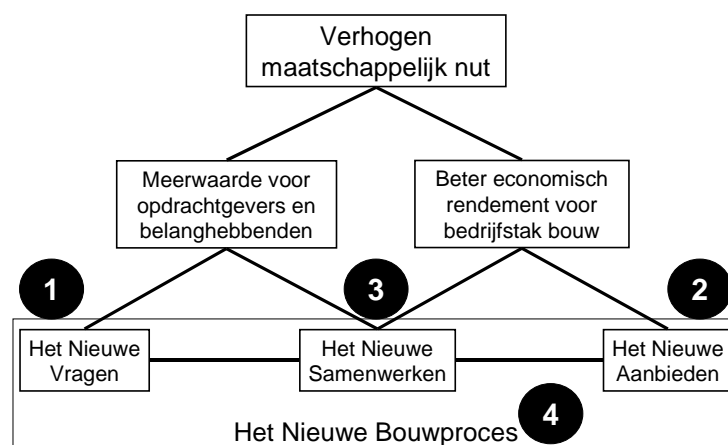 Verhogen
maatschappelijk nut
Meerwaarde voor
opdrachtgevers en
belanghebbenden
Beter economisch
rendement voor
bedrijfstak bouw
1
3
2
Het Nieuwe
Vragen
Het Nieuwe
Samenwerken
Het Nieuwe
Aanbieden
4
Het Nieuwe Bouwproces